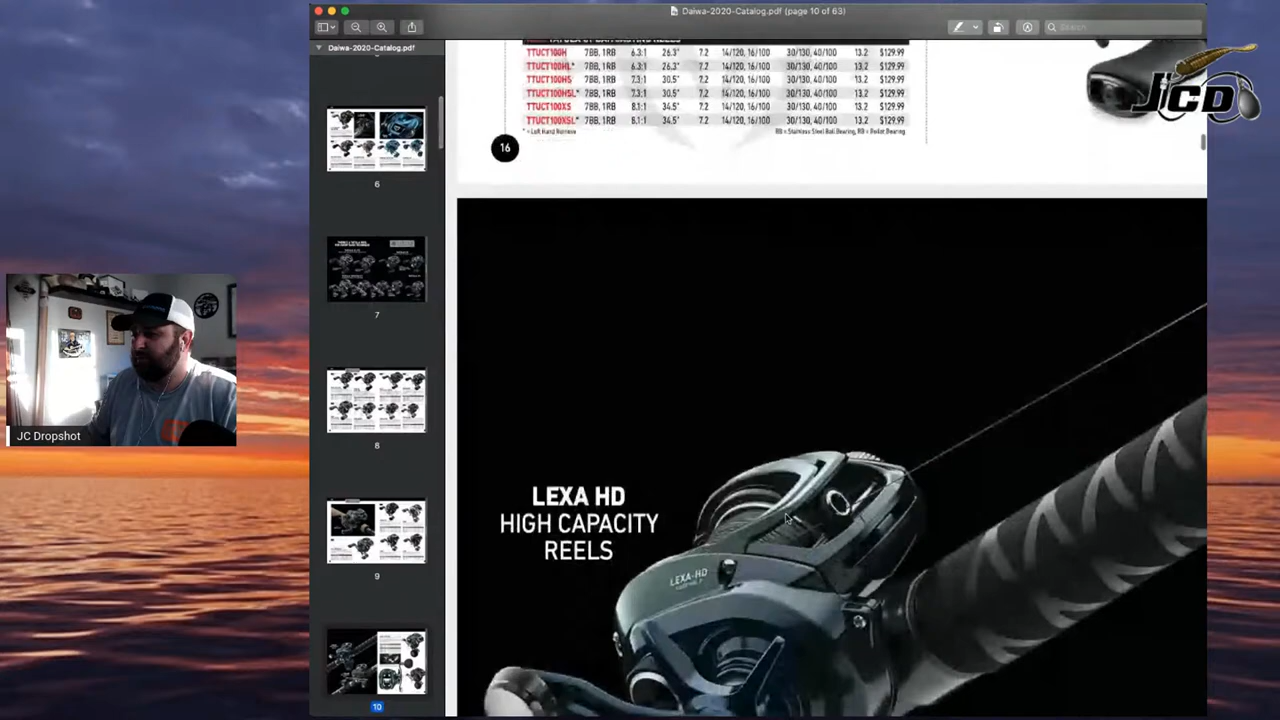 Daiwa-2020-Catalog.pdf (page 10 of 63)
Search
Daiwa-2020-Catalog.pdf
6
7
8
9
10
TTUCT100H 7BB, 1RB 6.3:1 26.3" 7.2 14/120, 16/100 30/130, 40/100 13.2 $129.99
TTUCT100HL* 7BB, 1RB 6.3:1 26.3" 7.2 14/120, 16/100 30/130, 40/100 13.2 $129.99
TTUCT100HS 7BB, 1RB 7.3:1 30.5" 7.2 14/120, 16/100 30/130, 40/100 13.2 $129.99
TTUCT100HSL* 7BB, 1RB 7.3:1 30.5" 7.2 14/120, 16/100 30/130, 40/100 13.2 $129.99
TTUCT100XS 7BB, 1RB 8.1:1 34.5" 7.2 14/120, 16/100 30/130, 40/100 13.2 $129.99
TTUCT100XSL* 7BB, 1RB 8.1:1 34.5" 7.2 14/120, 16/100 30/130, 40/100 13.2 $129.99
* = Left Hand Retrieve
BB = Stainless Steel Ball Bearing, RB = Roller Bearing
16
JCD
LEXA HD
HIGH CAPACITY
REELS
LEXA-HD
JC Dropshot